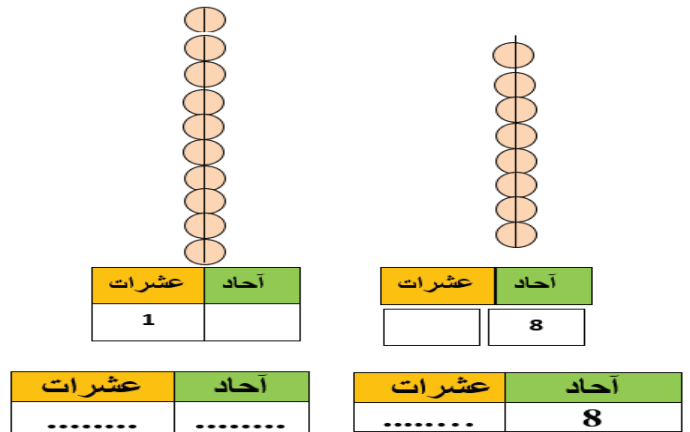 آحاد عشرات
8
آحاد عشرات
1
آحاد عشرات
8 ........
آحاد عشرات
........ ........